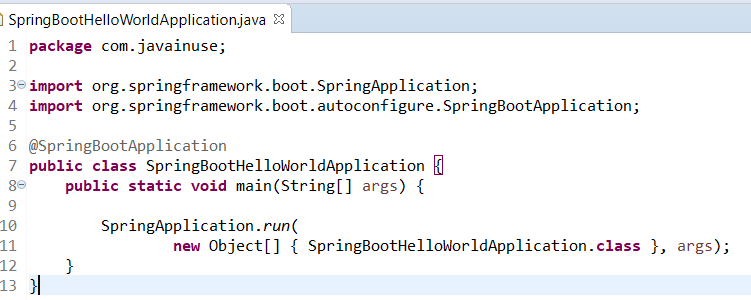 SpringBootHelloWorldApplication.java
1 package com.javainuse;
2
3 import org.springframework.boot.SpringApplication;
4 import org.springframework.boot.autoconfigure.SpringBootApplication;
5
6 @SpringBootApplication
7 public class SpringBootHelloWorldApplication {
8     public static void main(String[] args) {
9
10         SpringApplication.run(
11                 new Object[] { SpringBootHelloWorldApplication.class }, args);
12     }
13 }